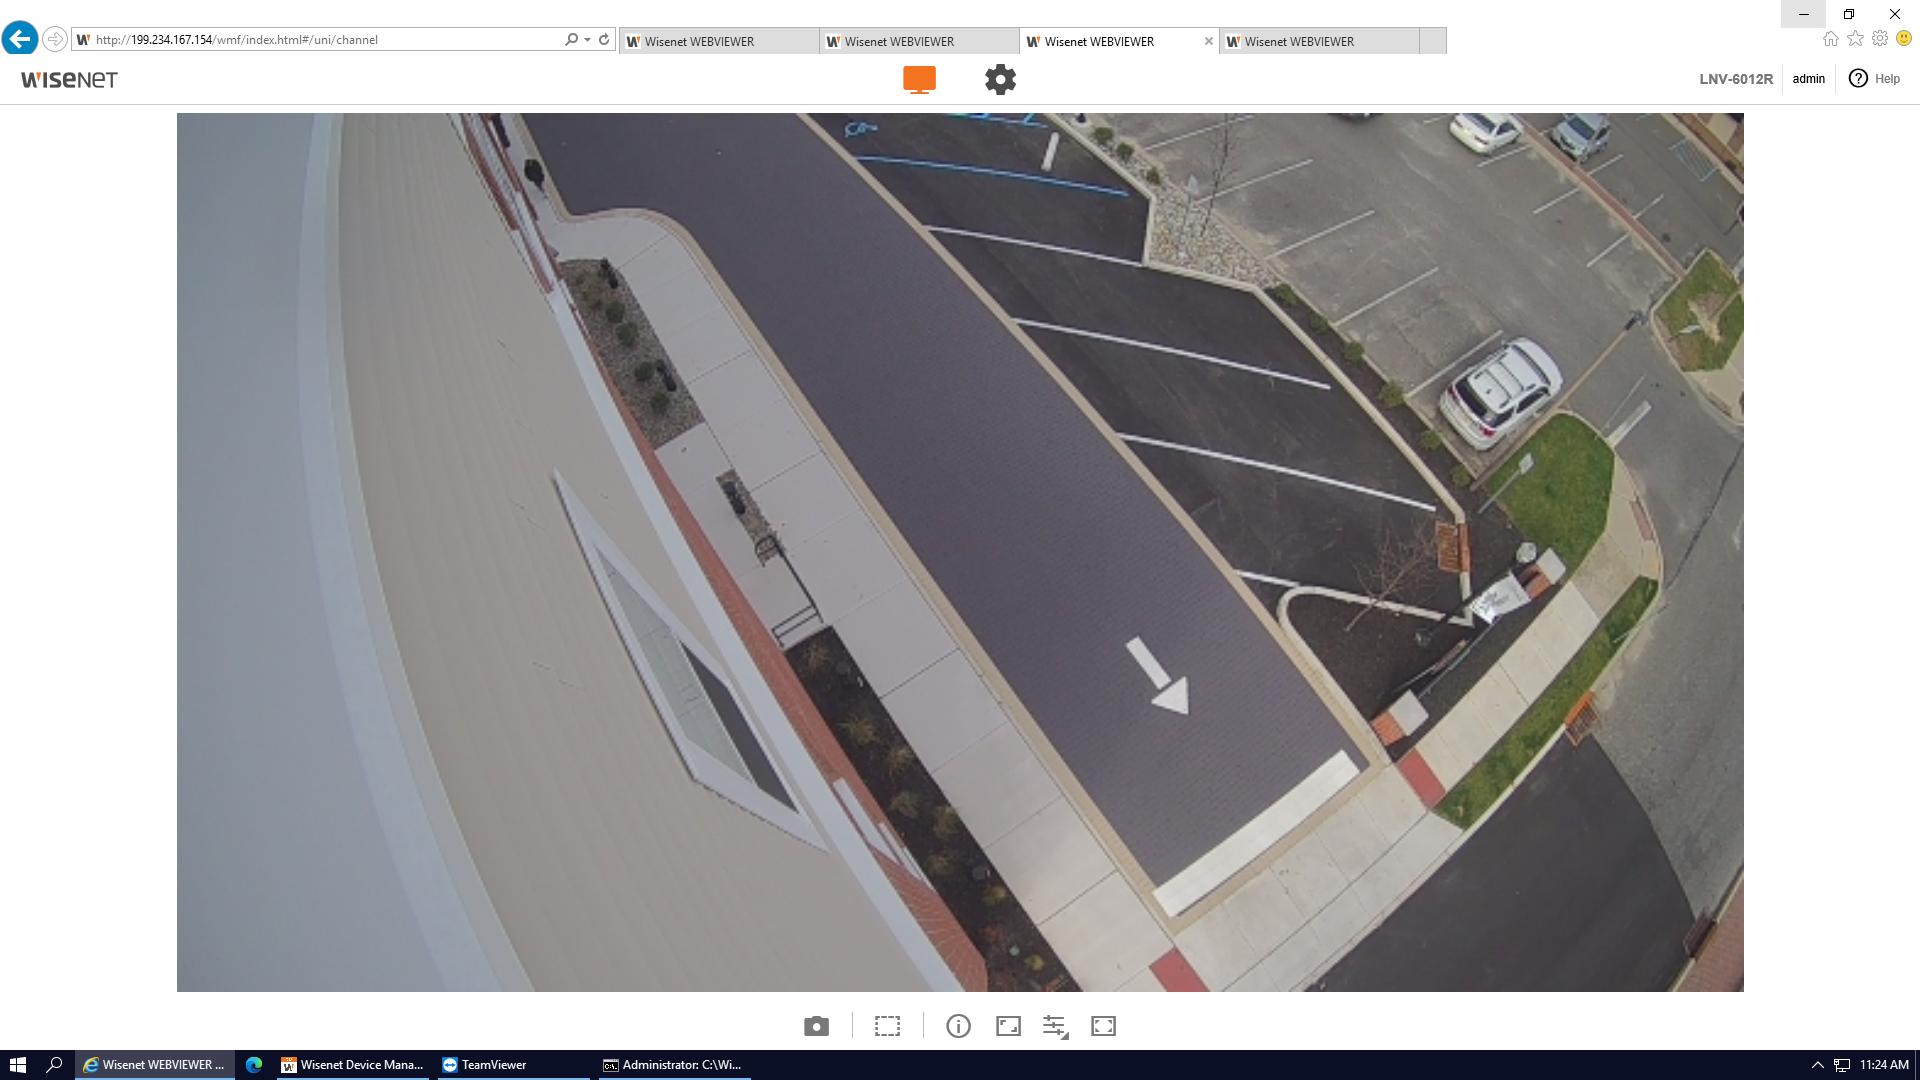 http://199.234.167.154/wmf/index.html#/uni/channel
Wisenet WEBVIEWER
Wisenet WEBVIEWER
Wisenet WEBVIEWER
Wisenet WEBVIEWER
WISENET
LNV-6012R
admin
Help
Wisenet WEBVIEWER ...
Wisenet Device Mana...
TeamViewer
Administrator: C:\Wi...
11:24 AM